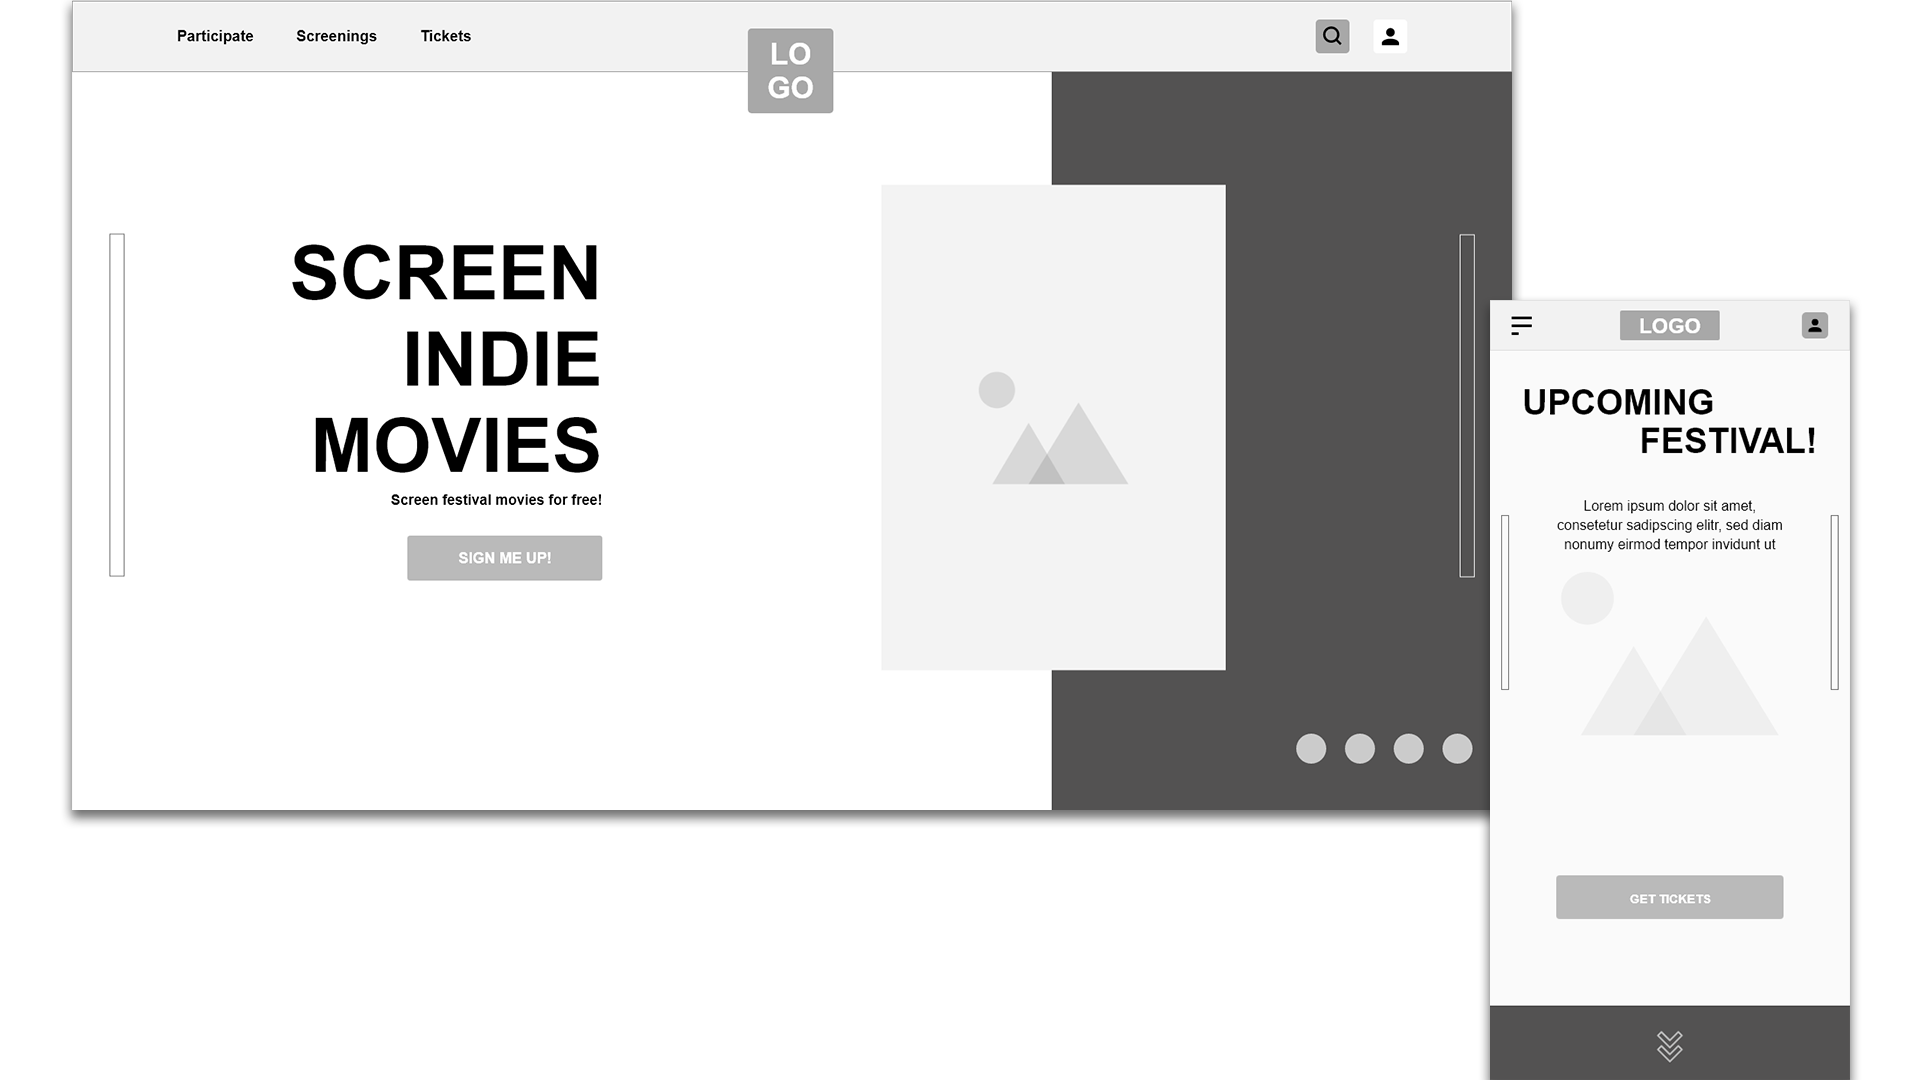 Participate Screenings Tickets
LO
GO
SCREEN
INDIE
MOVIES
Screen festival movies for free!
SIGN ME UP!
LOGO
UPCOMING
FESTIVAL!
Lorem ipsum dolor sit amet,
consetetur sadipscing elitr, sed diam
nonumy eirmod tempor invidunt ut
GET TICKETS